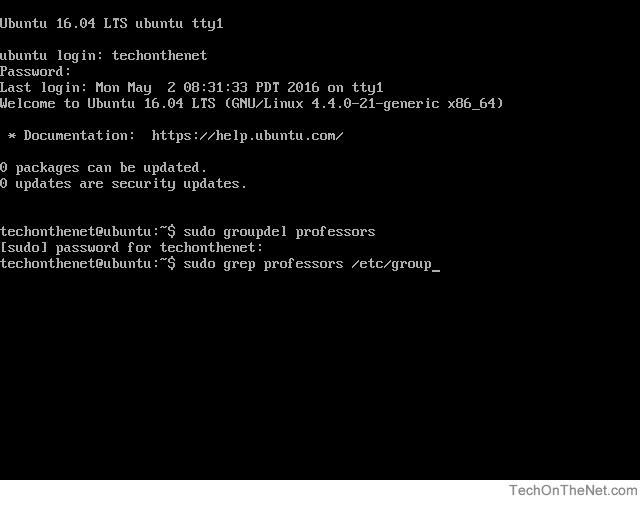 Ubuntu 16.04 LTS ubuntu tty1
ubuntu login: techonthenet
Password:
Last login: Mon May  2 08:31:33 PDT 2016 on tty1
Welcome to Ubuntu 16.04 LTS (GNU/Linux 4.4.0-21-generic x86_64)
 * Documentation:  https://help.ubuntu.com/
0 packages can be updated.
0 updates are security updates.
techonthenet@ubuntu:~$ sudo groupdel professors
[sudo] password for techonthenet:
techonthenet@ubuntu:~$ sudo grep professors /etc/group_
TechOnTheNet.com